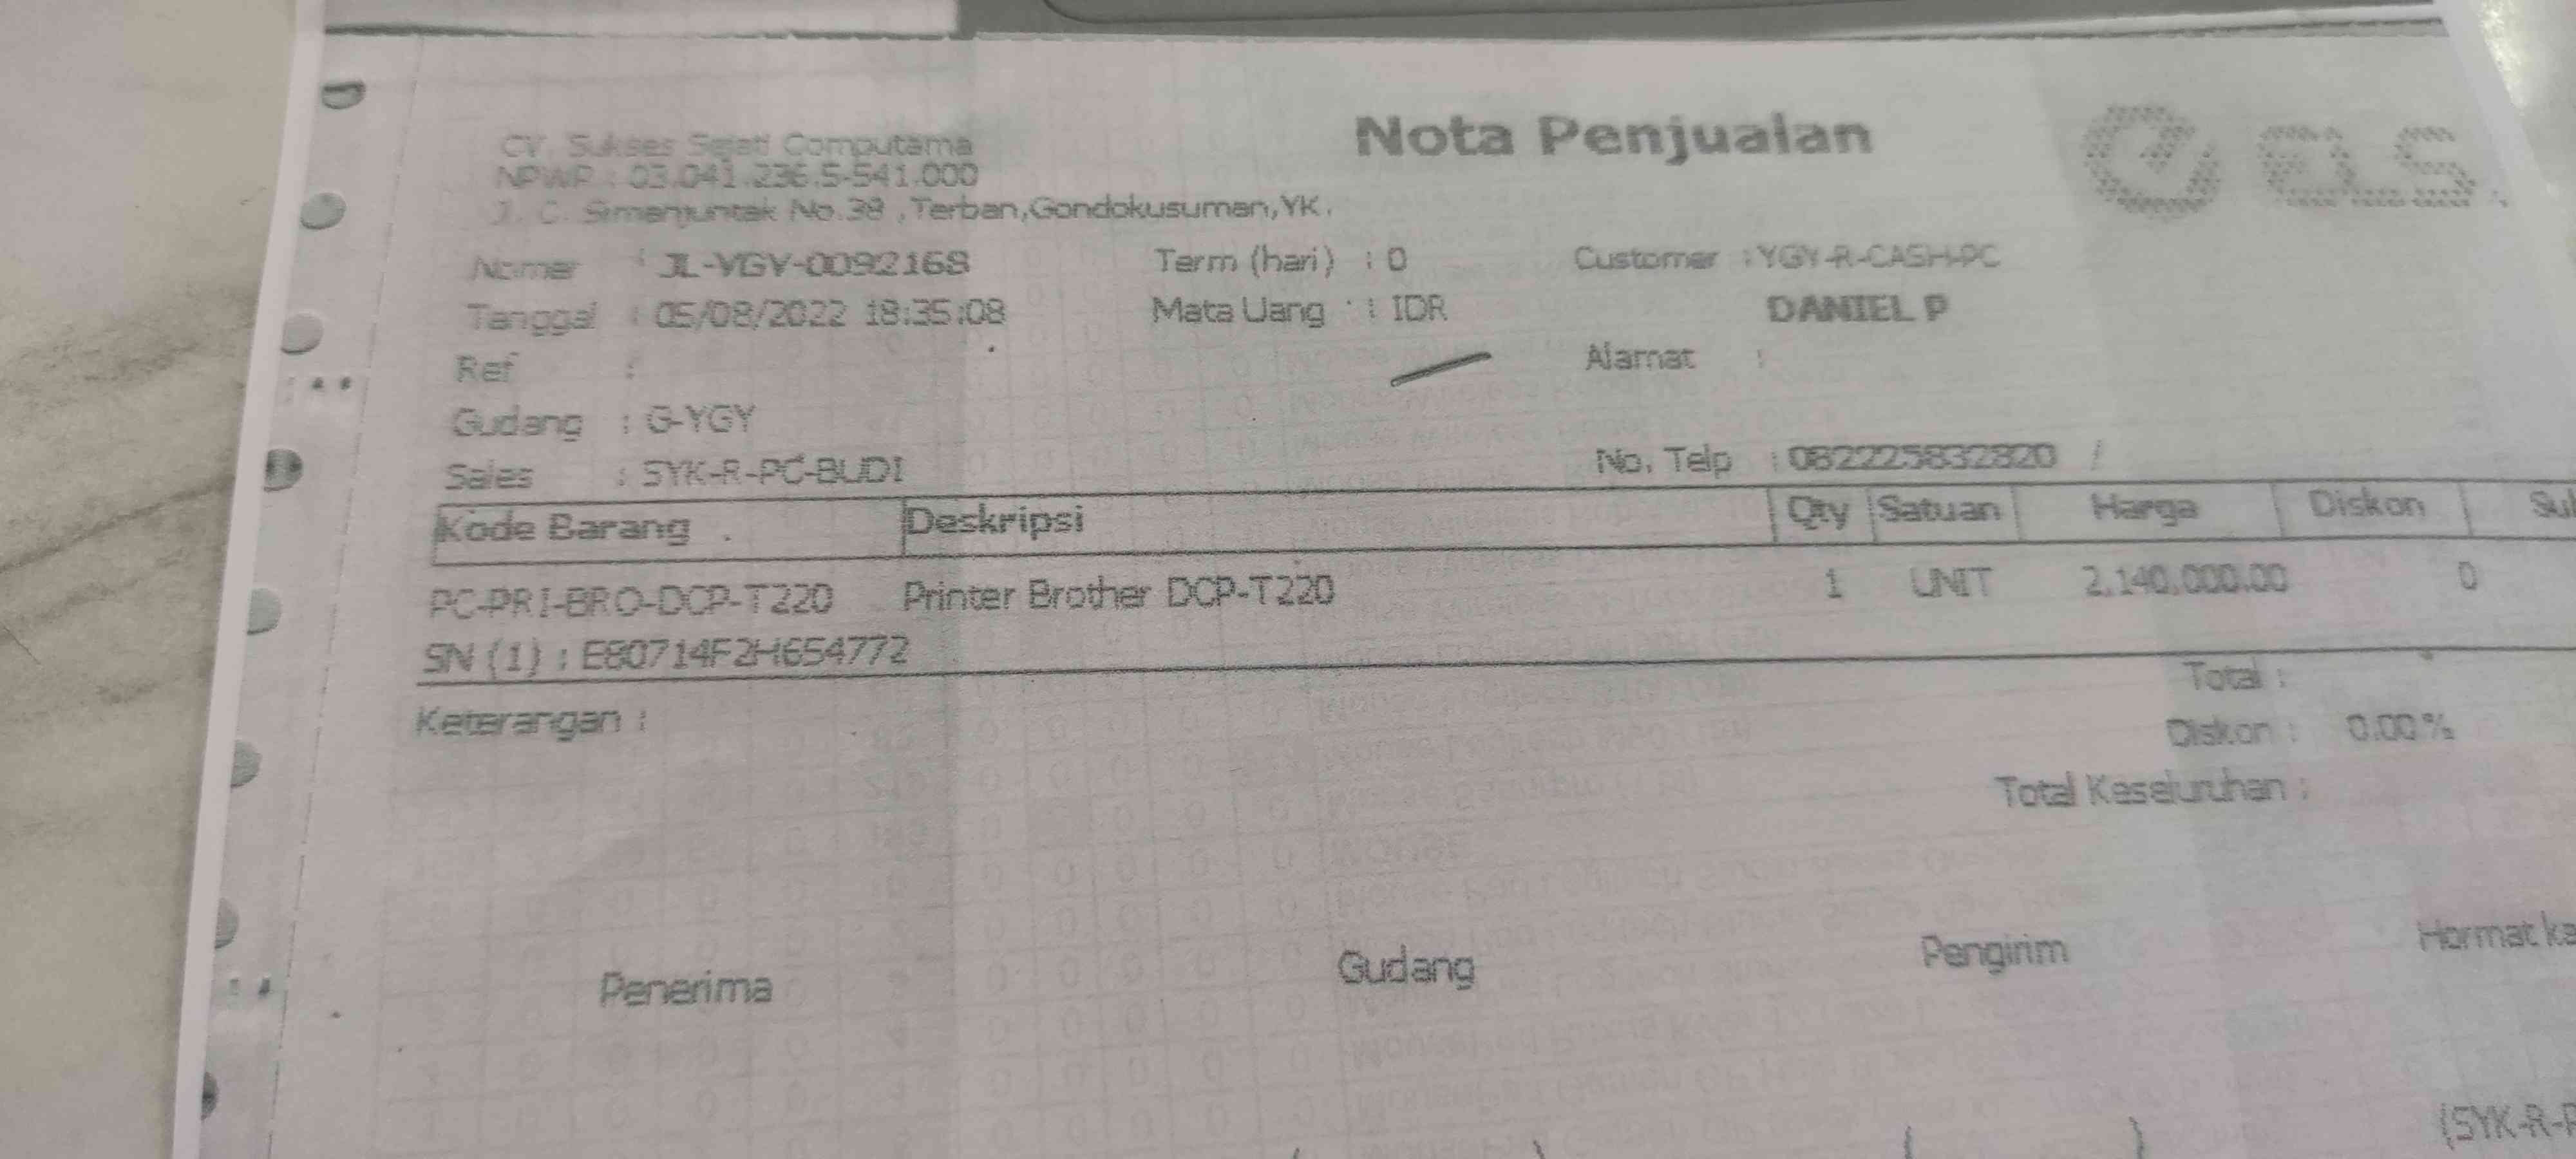 Nota Penjualan
els.
CV. Sukses Sejati Computama
NPWP : 03.041.236.5-541.000
Jl. C. Simanjuntak No.38 ,Terban,Gondokusuman,YK.
Nomer : JL-YGY-0092168 Term (hari) : 0 Customer : YGY-R-CASH-PC
Tanggal : 05/08/2022 18:35:08 Mata Uang : IDR DANIEL P
Ref : Alamat :
Gudang : G-YGY
Sales : SYK-R-PC-BUDI No. Telp : 082225832820 /
Kode Barang Deskripsi Qty Satuan Harga Diskon Sub
PC-PRI-BRO-DCP-T220 Printer Brother DCP-T220 1 UNIT 2,140,000.00 0
SN (1) : E80714F2H654772
Keterangan : Total :
Diskon : 0.00%
Total Keseluruhan :
Penerima Gudang Pengirim Hormat ka
(SYK-R-P